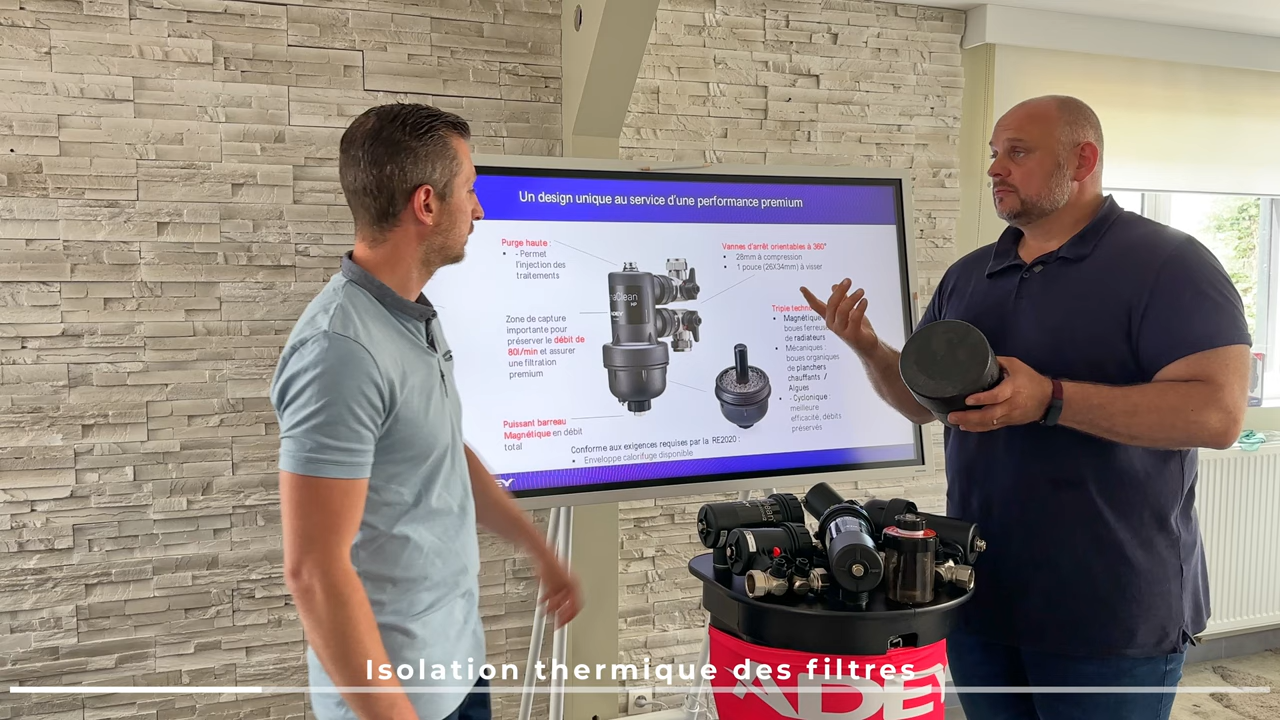 Un design unique au service d'une performance premium
Purge haute :
• - Permet
l'injection des
traitements
Zone de capture
importante pour
préserver le débit de
80l/min et assurer
une filtration
premium
Puissant barreau
Magnétique en débit
total
Conforme aux exigences requises par la RE2020 :
• Enveloppe calorifuge disponible
Vannes d'arrêt orientables à 360°
• 28mm à compression
• 1 pouce (26X34mm) à visser
Triple
• Magnétique
boues
de radiateurs
• Mécaniques :
boues organiques
de planchers
chauffants /
Algues
• - Cyclonique :
meilleure
efficacité, débits
préservés
Clean
HP
Isolation thermique des filtres
ADE